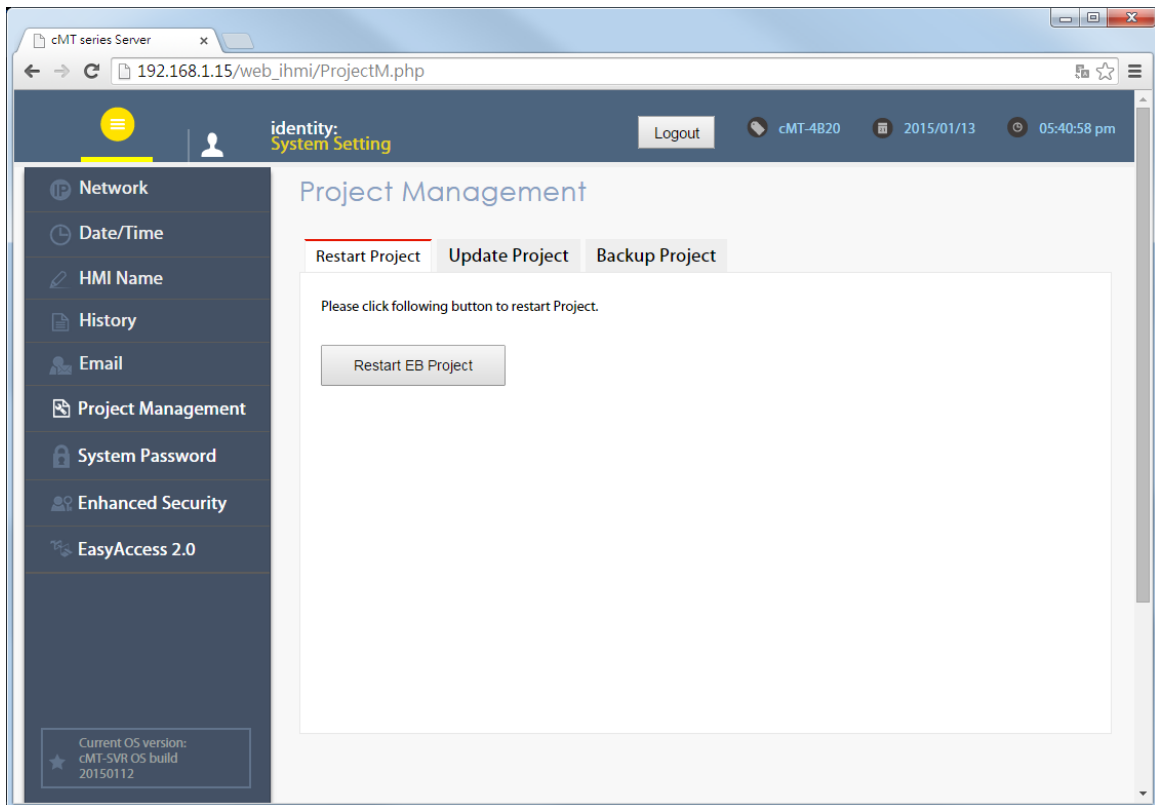 cMT series Server
192.168.1.15/web_ihmi/ProjectM.php
identity:
System Setting
Logout
cMT-4B20
2015/01/13
05:40:58 pm
IP Network
Date/Time
HMI Name
History
Email
Project Management
System Password
Enhanced Security
EasyAccess 2.0
Current OS version:
cMT-SVR OS build
20150112
Project Management
Restart Project
Update Project
Backup Project
Please click following button to restart Project.
Restart EB Project